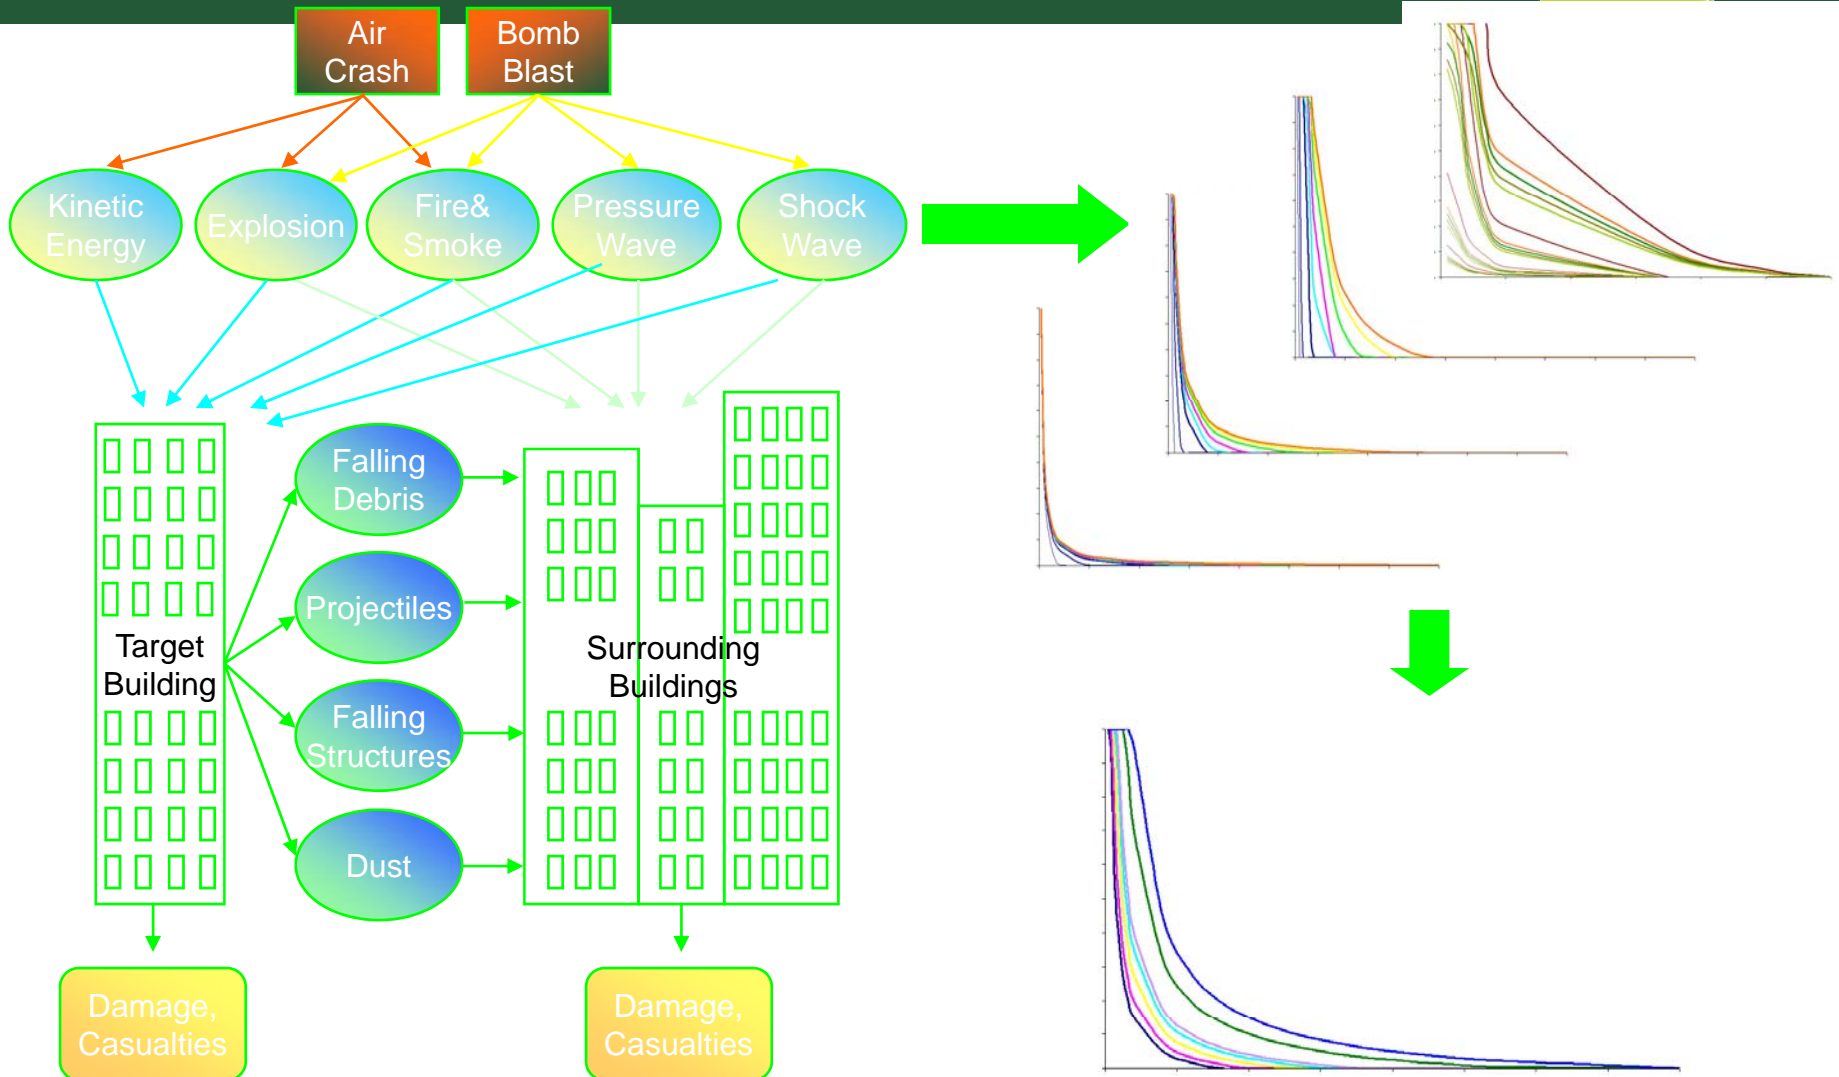 Air
Crash
Bomb
Blast
Kinetic
Energy
Explosion
Fire&
Smoke
Pressure
Wave
Shock
Wave
Falling
Debris
Projectiles
Target
Building
Surrounding
Buildings
Falling
Structures
Dust
Damage,
Casualties
Damage,
Casualties